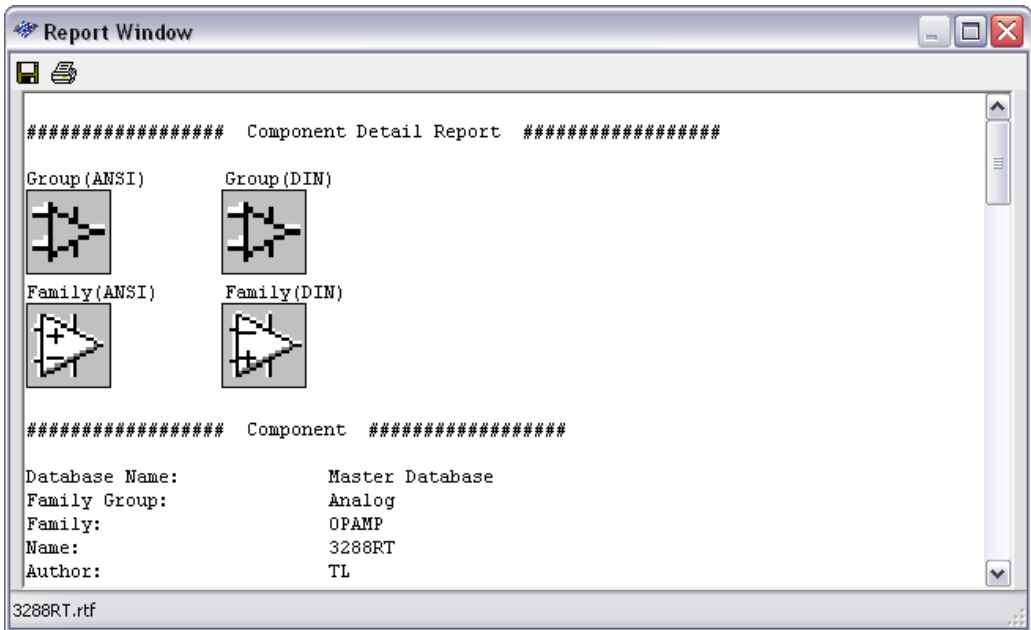 Report Window
################## Component Detail Report ##################
Group(ANSI) Group(DIN)
Family(ANSI) Family(DIN)
################## Component ##################
Database Name: Master Database
Family Group: Analog
Family: OPAMP
Name: 3288RT
Author: TL
3288RT.rtf